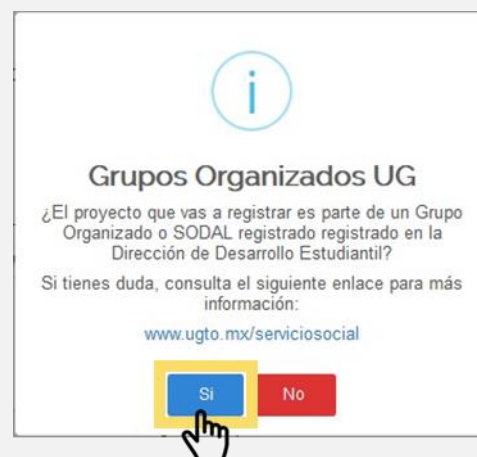 i
Grupos Organizados UG
¿El proyecto que vas a registrar es parte de un Grupo
Organizado o SODAL registrado registrado en la
Dirección de Desarrollo Estudiantil?
Si tienes duda, consulta el siguiente enlace para más
información:
www.ugto.mx/serviciosocial
Si No